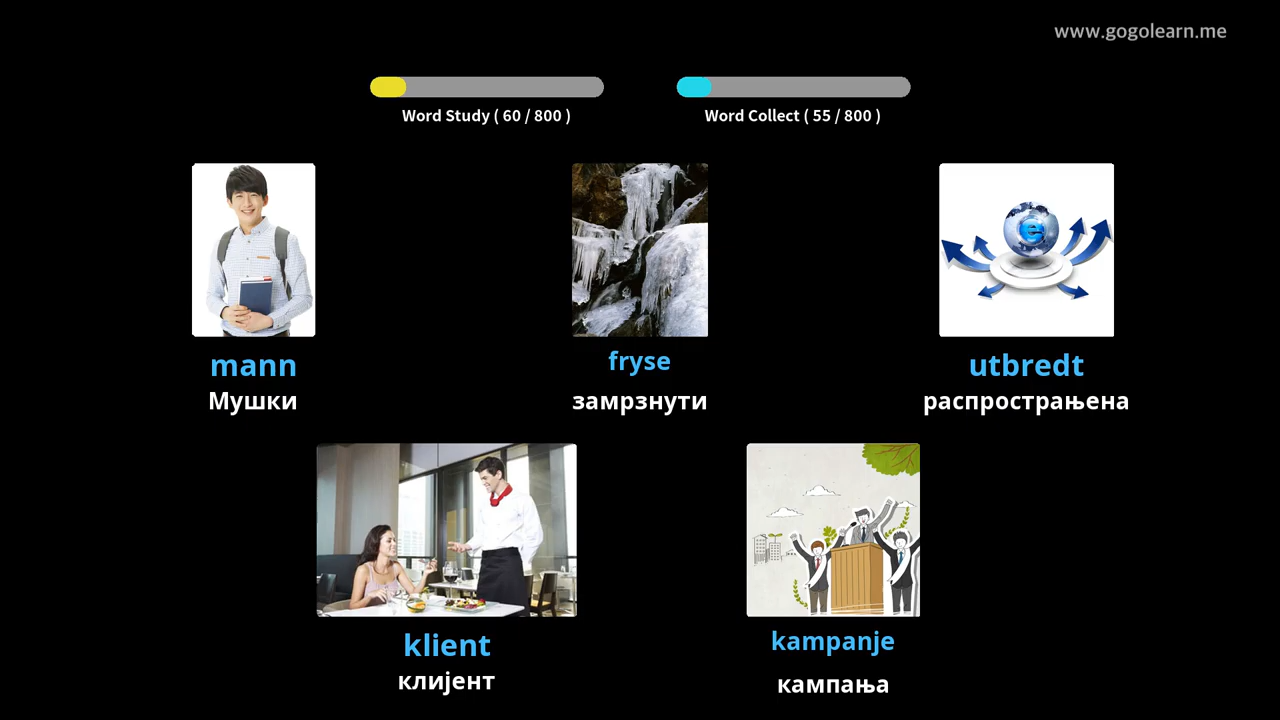 www.gogolearn.me
Word Study ( 60 / 800 )
Word Collect ( 55 / 800 )
mann
Мушки
fryse
замрзнути
utbredt
распрострањена
klient
клијент
kampanje
кампања